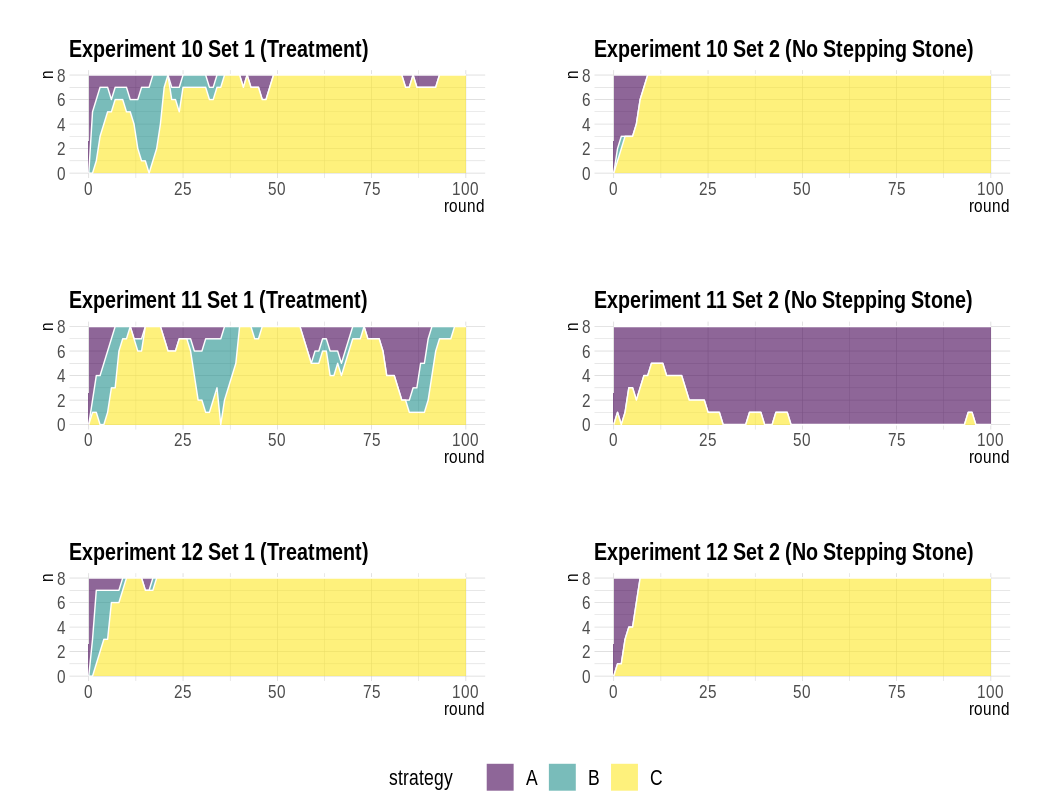 Experiment 10 Set 1 (Treatment)
n
8
6
4
2
0
0 25 50 75 100
round
Experiment 10 Set 2 (No Stepping Stone)
n
8
6
4
2
0
0 25 50 75 100
round
Experiment 11 Set 1 (Treatment)
n
8
6
4
2
0
0 25 50 75 100
round
Experiment 11 Set 2 (No Stepping Stone)
n
8
6
4
2
0
0 25 50 75 100
round
Experiment 12 Set 1 (Treatment)
n
8
6
4
2
0
0 25 50 75 100
round
Experiment 12 Set 2 (No Stepping Stone)
n
8
6
4
2
0
0 25 50 75 100
round
strategy A B C